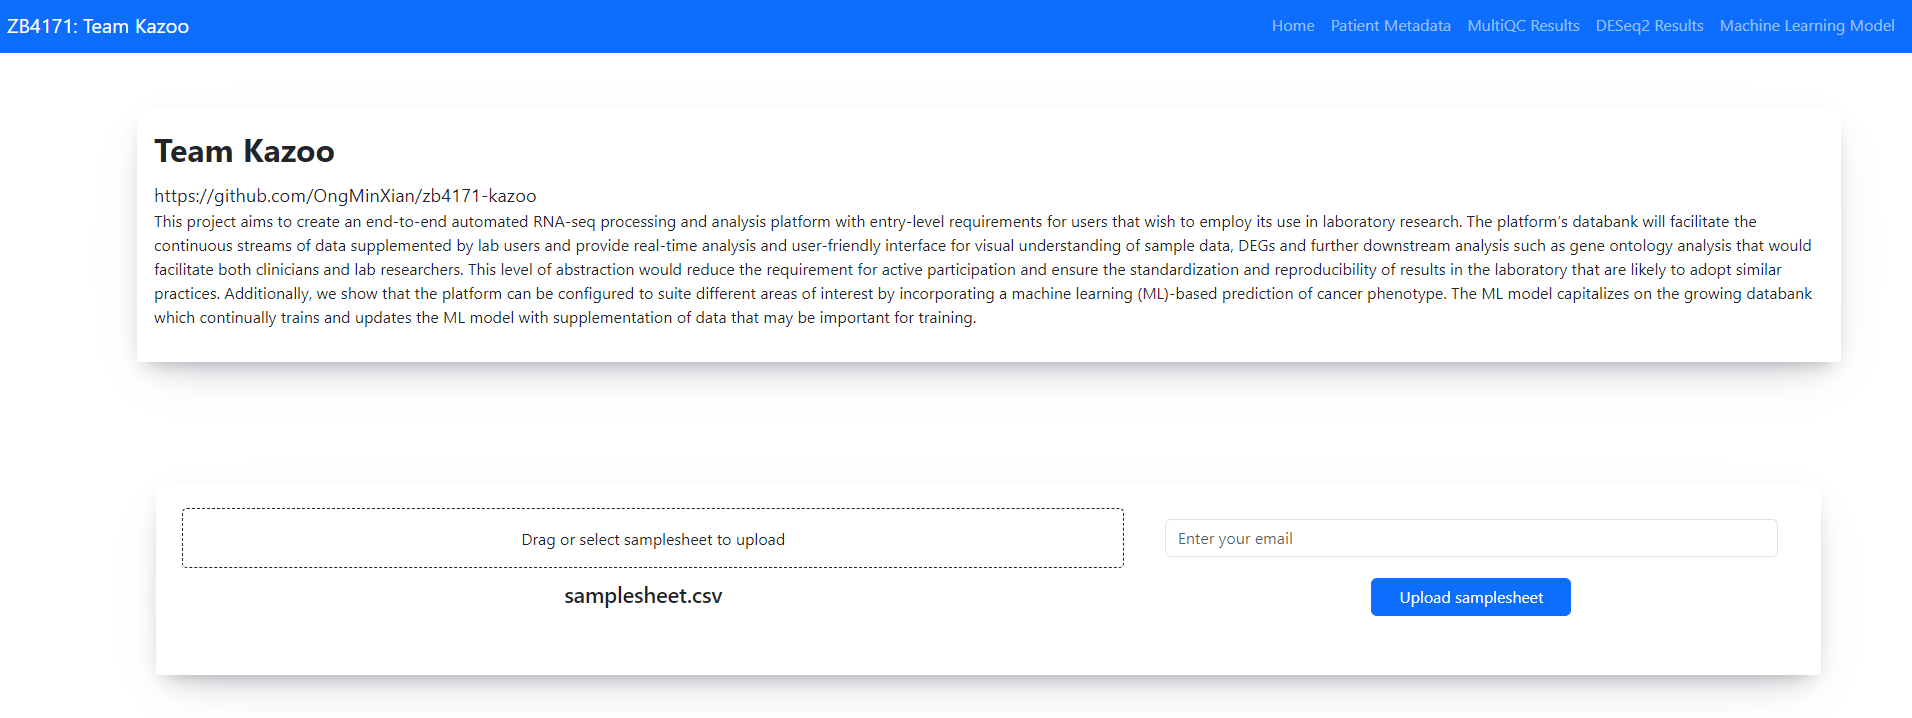 ZB4171: Team Kazoo
Home Patient Metadata MultiQC Results DESeq2 Results Machine Learning Model
Team Kazoo
https://github.com/OngMinXian/zb4171-kazoo
This project aims to create an end-to-end automated RNA-seq processing and analysis platform with entry-level requirements for users that wish to employ its use in laboratory research. The platform's databank will facilitate the
continuous streams of data supplemented by lab users and provide real-time analysis and user-friendly interface for visual understanding of sample data, DEGs and further downstream analysis such as gene ontology analysis that would
facilitate both clinicians and lab researchers. This level of abstraction would reduce the requirement for active participation and ensure the standardization and reproducibility of results in the laboratory that are likely to adopt similar
practices. Additionally, we show that the platform can be configured to suite different areas of interest by incorporating a machine learning (ML)-based prediction of cancer phenotype. The ML model capitalizes on the growing databank
which continually trains and updates the ML model with supplementation of data that may be important for training.
Drag or select samplesheet to upload
samplesheet.csv
Enter your email
Upload samplesheet